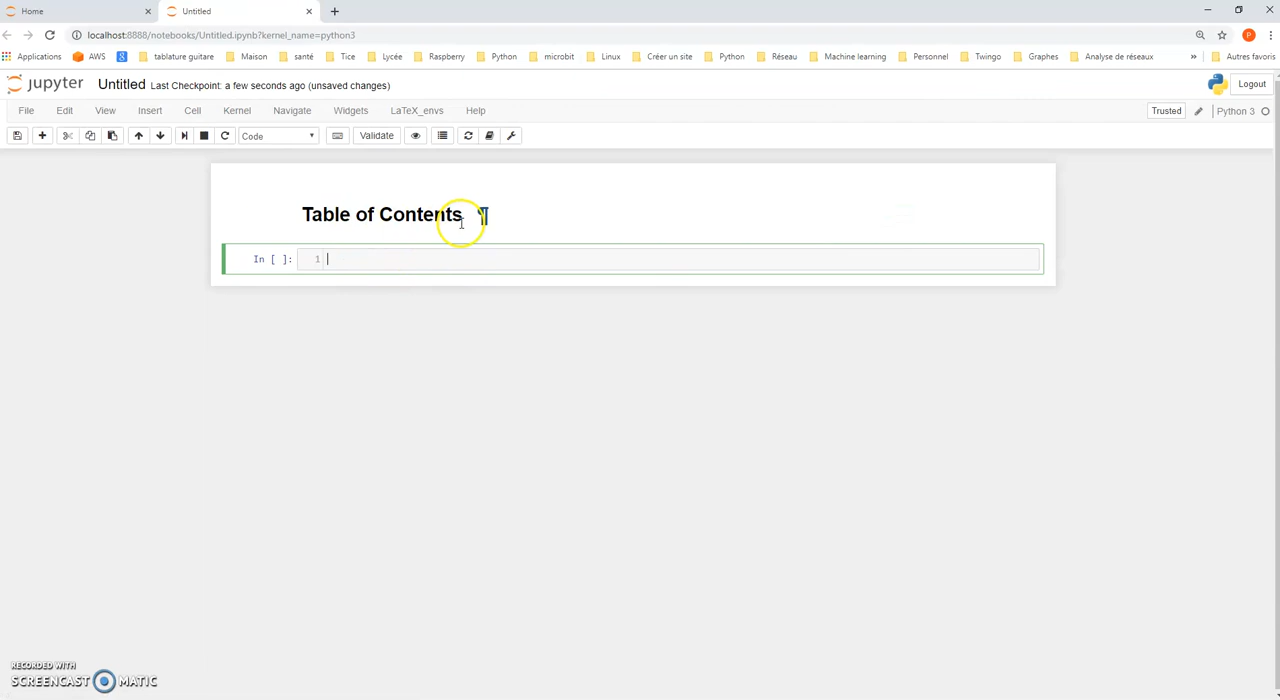 Home × Untitled × +
localhost:8888/notebooks/Untitled.ipynb?kernel_name=python3 P
Applications AWS tablature guitare Maison santé Tice Lycée Raspberry Python microbit Linux Créer un site Python Réseau Machine learning Personnel Twingo Graphes Analyse de réseaux » Autres favoris
jupyter Untitled Last Checkpoint: a few seconds ago (unsaved changes) Logout
File Edit View Insert Cell Kernel Navigate Widgets LaTeX_envs Help Trusted Python 3
Code Validate
Table of Contents ¶
In [ ]: 1
RECORDED WITH
SCREENCAST MATIC